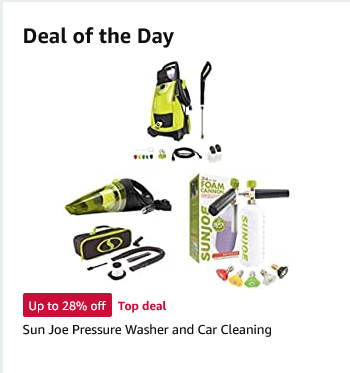 Deal of the Day
FOAM
CANNON
SUNJOE
SUNJOE
Up to 28% off
Top deal
Sun Joe Pressure Washer and Car Cleaning